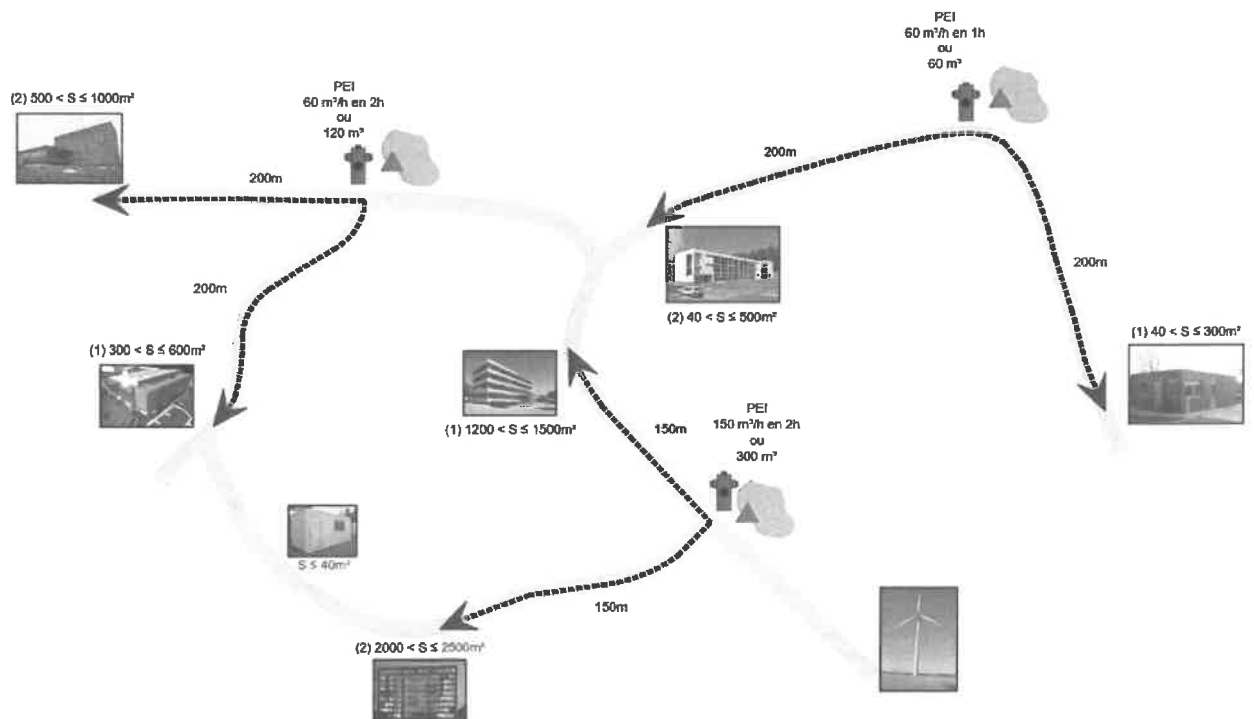 PEI
60 m³/h en 1h
ou
60 m³
PEI
60 m³/h en 2h
ou
120 m³
(2) 500 < S ≤ 1000m²
200m
200m
200m
200m
(2) 40 < S ≤ 500m²
(1) 300 < S ≤ 600m²
(1) 40 < S ≤ 300m²
(1) 1200 < S ≤ 1500m²
150m
PEI
150 m³/h en 2h
ou
300 m³
S ≤ 40m²
150m
(2) 2000 < S ≤ 2500m²